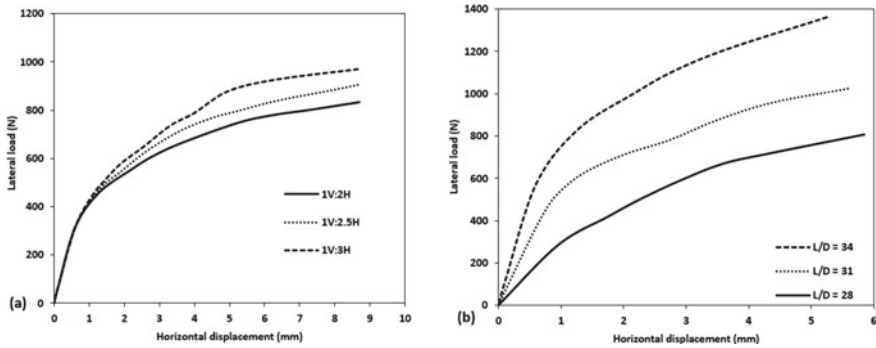 1200
1000
800
600
400
200
0
Lateral load (N)
1V:2H
1V:2.5H
1V:3H
(a)
0 1 2 3 4 5 6 7 8 9 10
Horizontal displacement (mm)
1400
1200
1000
800
600
400
200
0
Lateral load (N)
L/D = 34
L/D = 31
L/D = 28
(b)
0 1 2 3 4 5 6
Horizontal displacement (mm)